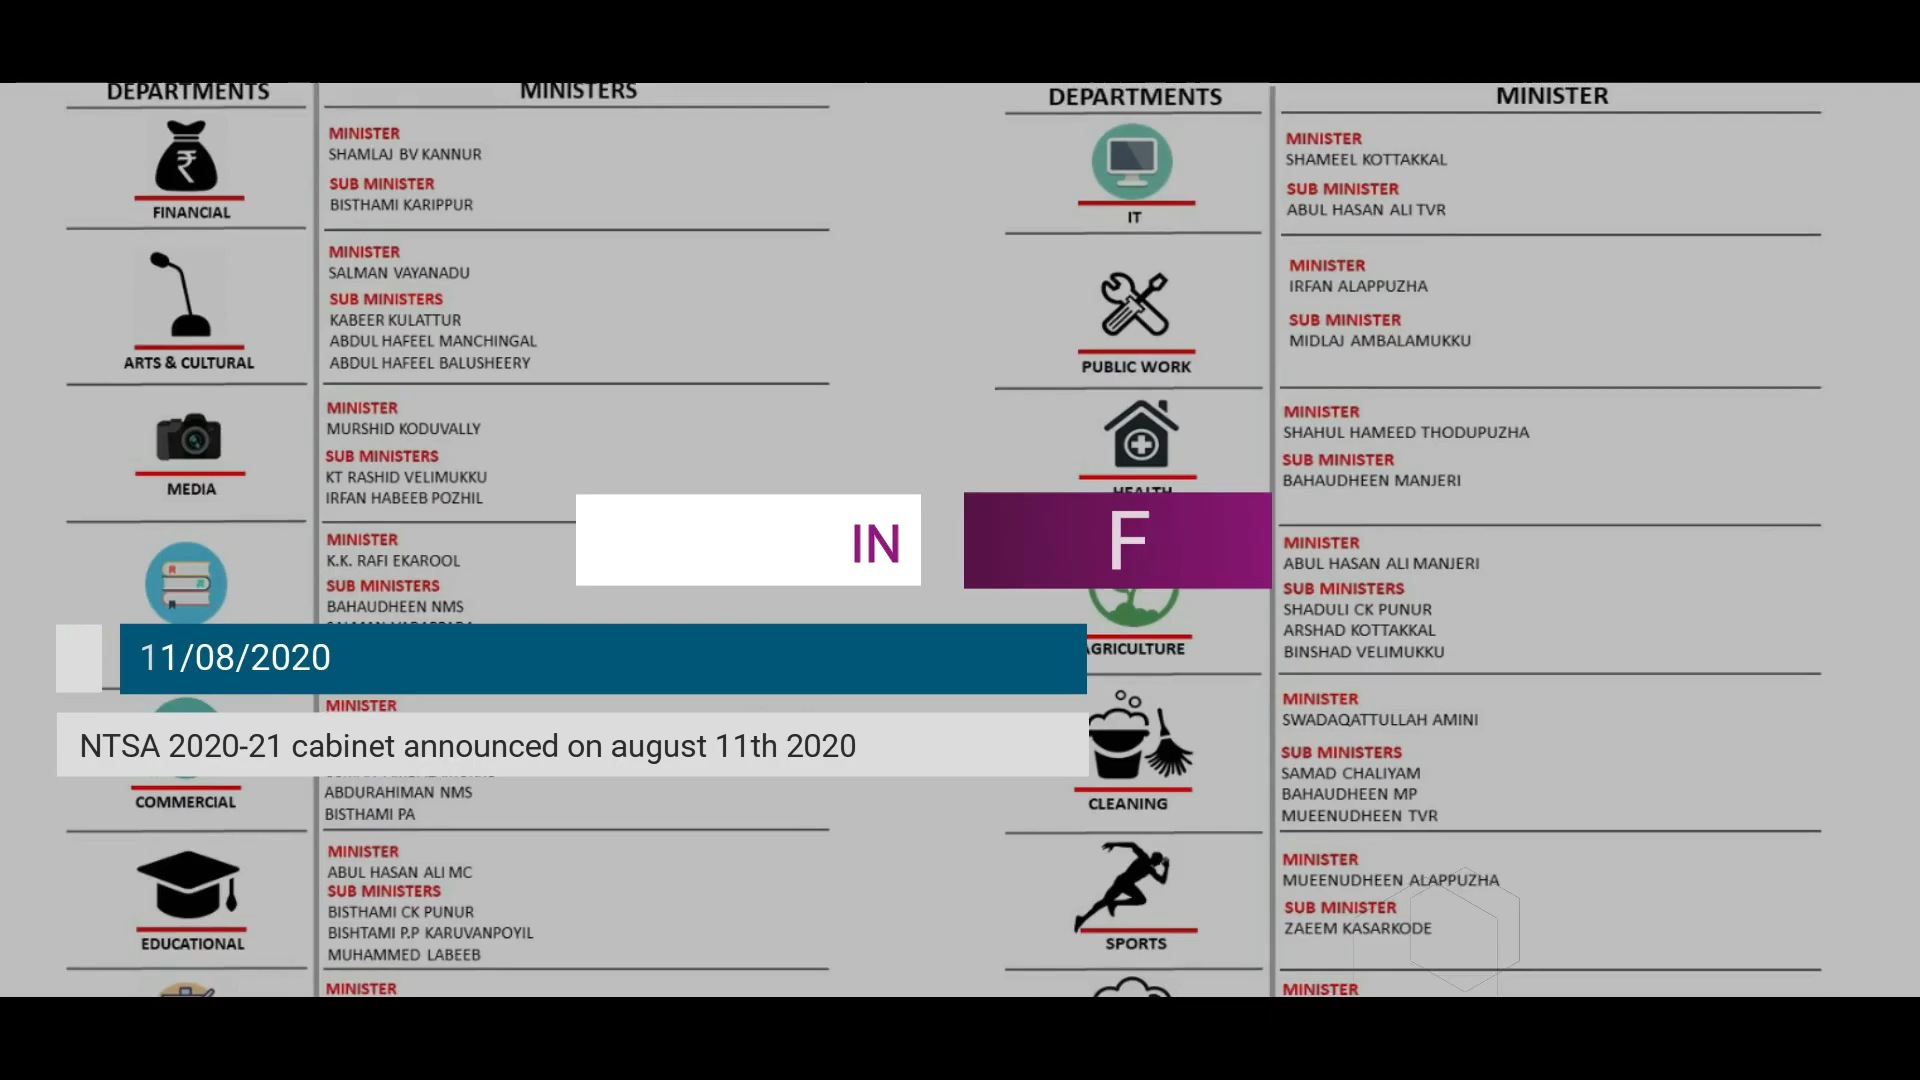 DEPARTMENTS
MINISTERS
FINANCIAL
MINISTER
SHAMLAJ BV KANNUR
SUB MINISTER
BISTHAMI KARIPPUR
ARTS & CULTURAL
MINISTER
SALMAN VAYANADU
SUB MINISTERS
KABEER KULATTUR
ABDUL HAFEEL MANCHINGAL
ABDUL HAFEEL BALUSHEERY
MEDIA
MINISTER
MURSHID KODUVALLY
SUB MINISTERS
KT RASHID VELIMUKKU
IRFAN HABEEB POZHIL
MINISTER
K.K. RAFI EKAROOL
SUB MINISTERS
BAHAUDHEEN NMS
COMMERCIAL
MINISTER
ABDURAHIMAN NMS
BISTHAMI PA
EDUCATIONAL
MINISTER
ABUL HASAN ALI MC
SUB MINISTERS
BISTHAMI CK PUNUR
BISHTAMI P.P KARUVANPOYIL
MUHAMMED LABEEB
MINISTER
DEPARTMENTS
MINISTER
IT
MINISTER
SHAMEEL KOTTAKKAL
SUB MINISTER
ABUL HASAN ALI TVR
PUBLIC WORK
MINISTER
IRFAN ALAPPUZHA
SUB MINISTER
MIDLAJ AMBALAMUKKU
HEALTH
MINISTER
SHAHUL HAMEED THODUPUZHA
SUB MINISTER
BAHAUDHEEN MANJERI
AGRICULTURE
MINISTER
ABUL HASAN ALI MANJERI
SUB MINISTERS
SHADULI CK PUNUR
ARSHAD KOTTAKKAL
BINSHAD VELIMUKKU
CLEANING
MINISTER
SWADAQATTULLAH AMINI
SUB MINISTERS
SAMAD CHALIYAM
BAHAUDHEEN MP
MUEENUDHEEN TVR
SPORTS
MINISTER
MUEENUDHEEN ALAPPUZHA
SUB MINISTER
ZAEEM KASARKODE
MINISTER
IN F
11/08/2020
NTSA 2020-21 cabinet announced on august 11th 2020